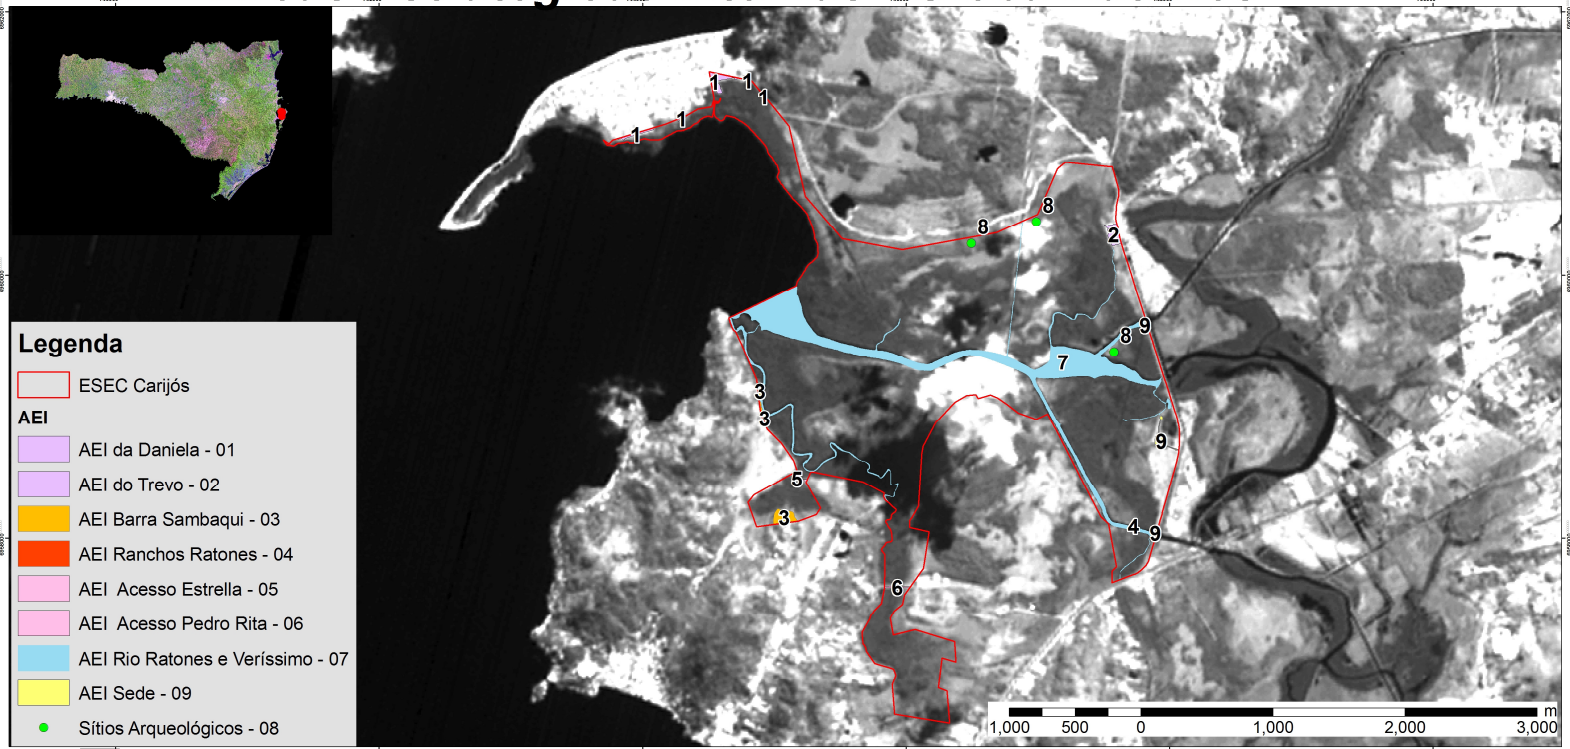 1
1
1
1
1
8
8
2
9
8
7
3
3
9
5
3
4
9
6
Legenda
ESEC Carijós
AEI
AEI da Daniela - 01
AEI do Trevo - 02
AEI Barra Sambaqui - 03
AEI Ranchos Ratones - 04
AEI Acesso Estrella - 05
AEI Acesso Pedro Rita - 06
AEI Rio Ratones e Veríssimo - 07
AEI Sede - 09
Sítios Arqueológicos - 08
m
1,000 500 0 1,000 2,000 3,000